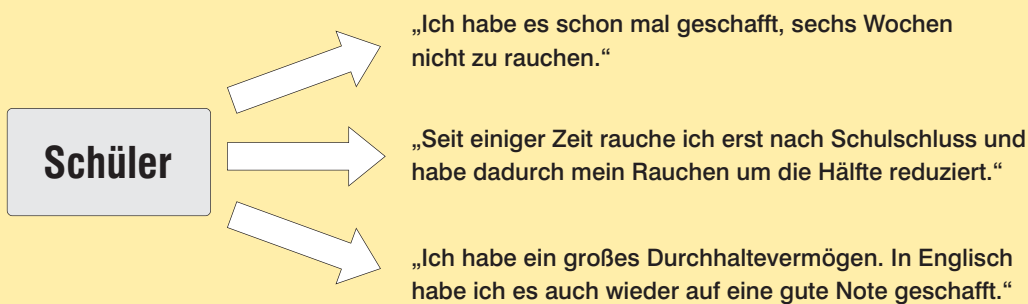 „Ich habe es schon mal geschafft, sechs Wochen
nicht zu rauchen.“
Schüler
„Seit einiger Zeit rauche ich erst nach Schulschluss und
habe dadurch mein Rauchen um die Hälfte reduziert.“
„Ich habe ein großes Durchhaltevermögen. In Englisch
habe ich es auch wieder auf eine gute Note geschafft.“